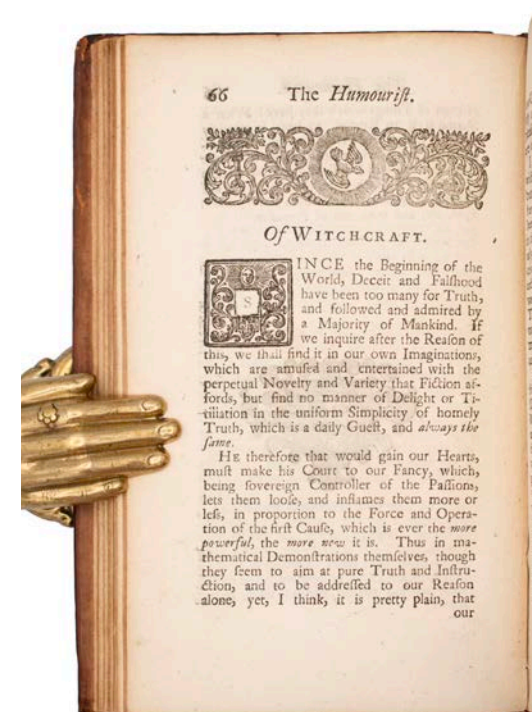 66 The Humouriſt.
Of WITCHCRAFT.
SINCE the Beginning of the
World, Deceit and Falſhood
have been too many for Truth,
and followed and admired by
a Majority of Mankind. If
we inquire after the Reaſon of
this, we ſhall find it in our own Imaginations,
which are amuſed and entertained with the
perpetual Novelty and Variety that Fiction af-
fords, but find no manner of Delight or Ti-
tillation in the uniform Simplicity of homely
Truth, which is a daily Gueſt, and always the
ſame.
HE therefore that would gain our Hearts,
muſt make his Court to our Fancy, which,
being ſovereign Controller of the Paſſions,
lets them looſe, and inflames them more or
leſs, in proportion to the Force and Opera-
tion of the firſt Cauſe, which is ever the more
powerful, the more new it is. Thus in ma-
thematical Demonſtrations themſelves, though
they ſeem to aim at pure Truth and Inſtru-
ction, and to be addreſſed to our Reaſon
alone, yet, I think, it is pretty plain, that
our